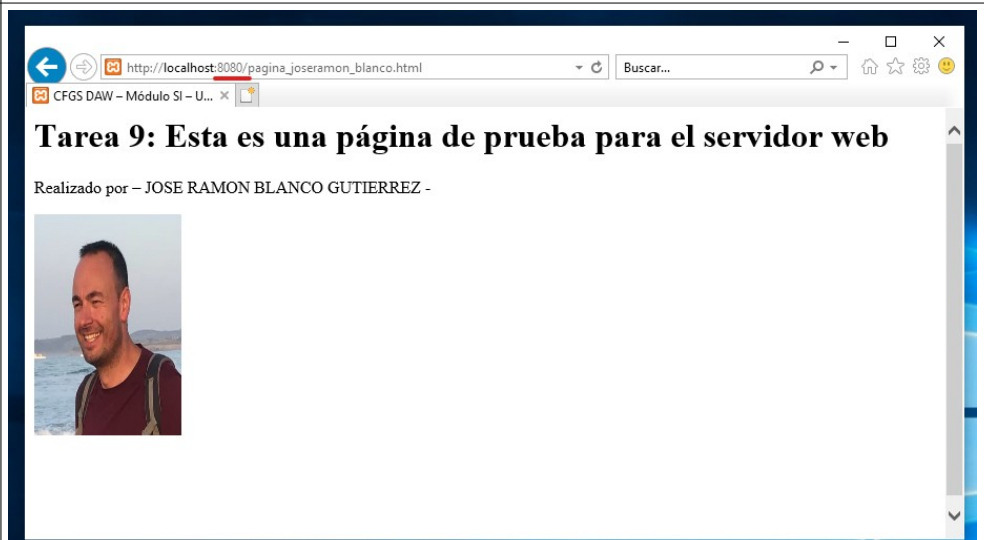 http://localhost:8080/pagina_joseramon_blanco.html
Buscar...
CFGS DAW – Módulo SI – U...
Tarea 9: Esta es una página de prueba para el servidor web
Realizado por – JOSE RAMON BLANCO GUTIERREZ -